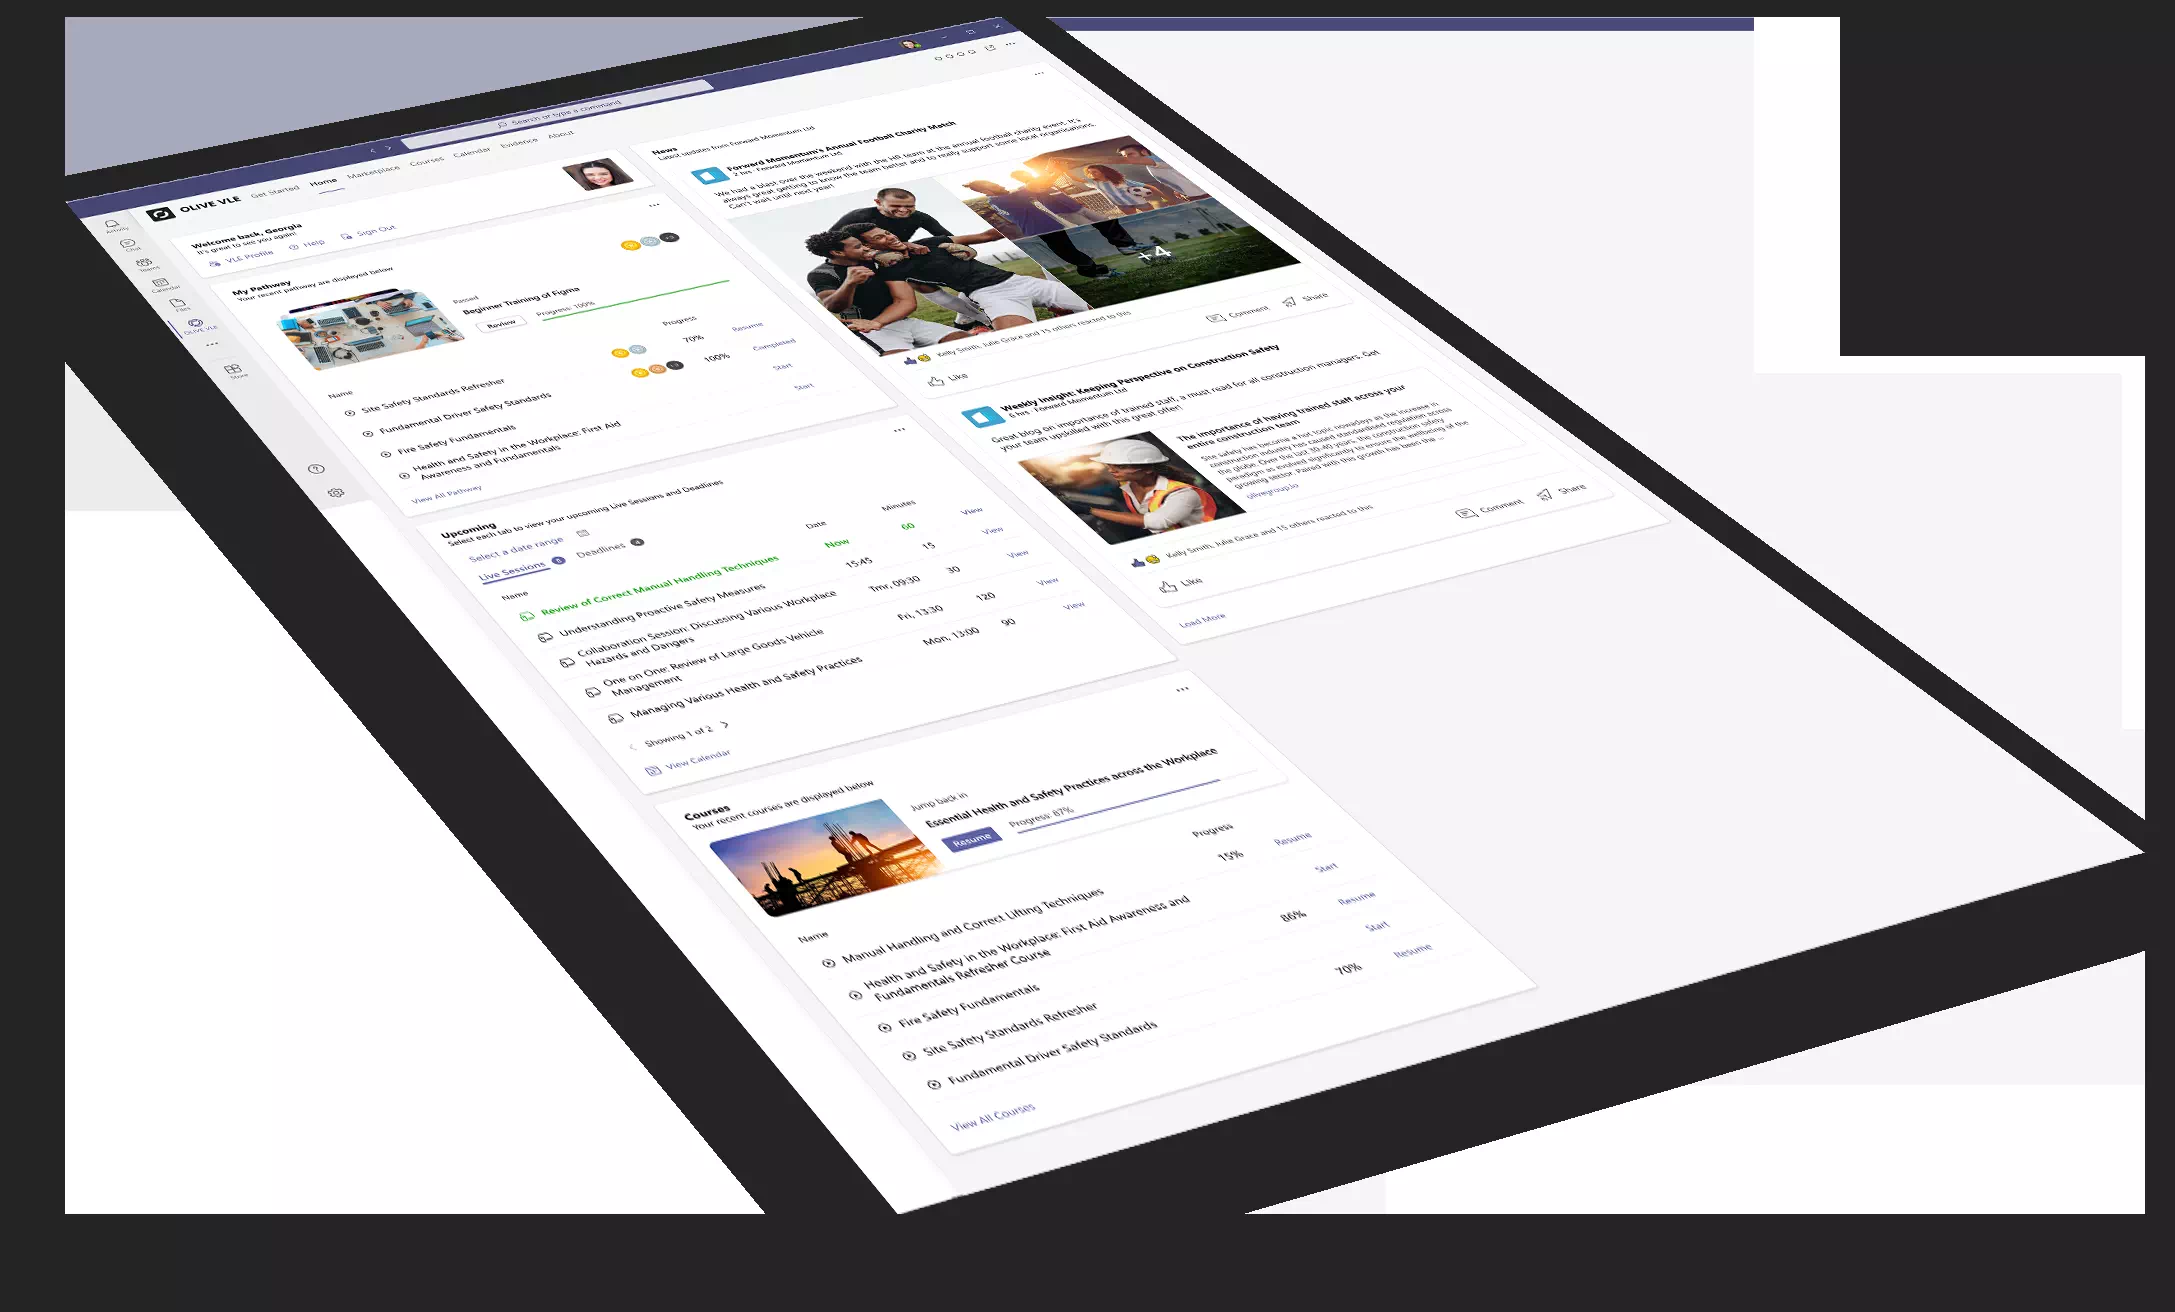 Search or type a command
Activity
Chat
Teams
Calendar
Files
OLIVE VLE
Store
OLIVE VLE
Get Started
Home
Marketplace
Courses
Calendar
Evidence
About
Welcome back, Georgia
It's great to see you again!
VLE Profile
Help
Sign Out
My Pathway
Your recent pathway are displayed below
Passed
Beginner Training of Figma
Review
Progress: 100%
Name
Progress
Site Safety Standards Refresher
70%
Resume
Fundamental Driver Safety Standards
100%
Completed
Fire Safety Fundamentals
Start
Health and Safety in the Workplace: First Aid
Awareness and Fundamentals
Start
View All Pathway
Upcoming
Select each tab to view your upcoming Live Sessions and Deadlines
Select a date range
Live Sessions
Deadlines
Name
Date
Minutes
Review of Correct Manual Handling Techniques
Now
60
View
Understanding Proactive Safety Measures
15:45
15
View
Collaboration Session: Discussing Various Workplace
Hazards and Dangers
Tmr, 09:30
30
View
One on One: Review of Large Goods Vehicle
Management
Fri, 13:30
120
View
Managing Various Health and Safety Practices
Mon, 13:00
90
View
Showing 1 of 2
View Calendar
Courses
Your recent courses are displayed below
Jump back in
Essential Health and Safety Practices across the Workplace
Resume
Progress: 87%
Name
Progress
Manual Handling and Correct Lifting Techniques
15%
Resume
Health and Safety in the Workplace: First Aid Awareness and
Fundamentals Refresher Course
Start
Fire Safety Fundamentals
86%
Resume
Site Safety Standards Refresher
Start
Fundamental Driver Safety Standards
70%
Resume
View All Courses
News
Latest updates from Forward Momentum Ltd
Forward Momentum's Annual Football Charity Match
2 hrs · Forward Momentum Ltd
We had a blast over the weekend with the HR team at the annual football charity event. It's
always great getting to know the team better and to really support some local organisations.
Can't wait until next year!
+4
Kelly Smith, Julie Grace and 15 others reacted to this
Like
Comment
Share
Weekly Insight: Keeping Perspective on Construction Safety
6 hrs · Forward Momentum Ltd
Great blog on importance of trained staff, a must read for all construction managers. Get
your team upskilled with this great offer!
The importance of having trained staff across your
entire construction team
Site safety has become a hot topic nowadays as the increase in
construction industry has caused standardised regulation across
the globe. Over the last 30-40 years, the construction safety
paradigm as evolved significantly to ensure the wellbeing of the
growing sector. Paired with this growth has been the ...
olivegroup.io
Kelly Smith, Julie Grace and 15 others reacted to this
Like
Comment
Share
Load More